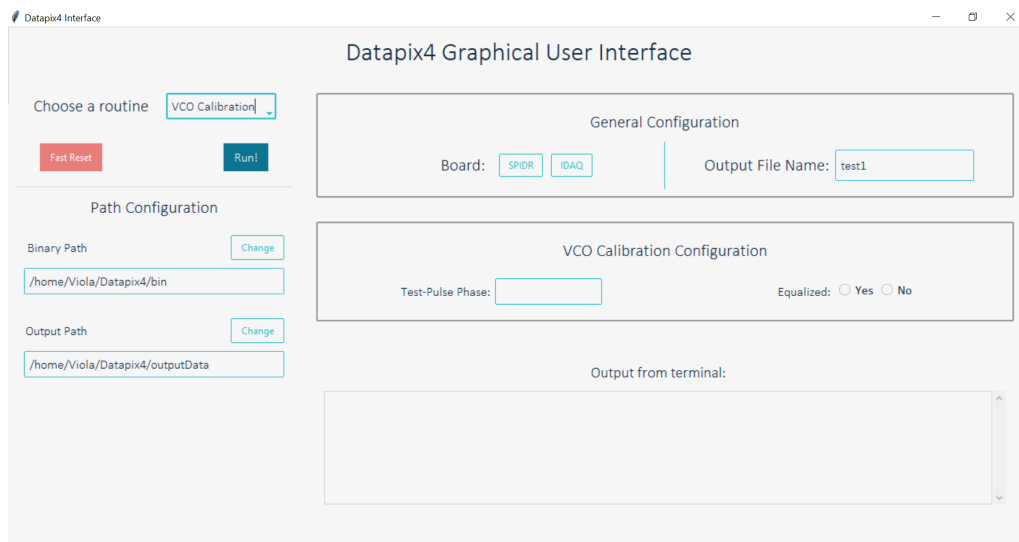 Datapix4 Interface
Datapix4 Graphical User Interface
Choose a routine VCO Calibration
Fast Reset Run!
Path Configuration
Binary Path Change
/home/Viola/Datapix4/bin
Output Path Change
/home/Viola/Datapix4/outputData
General Configuration
Board: SPIDR IDAQ Output File Name: test1
VCO Calibration Configuration
Test-Pulse Phase: Equalized: Yes No
Output from terminal: